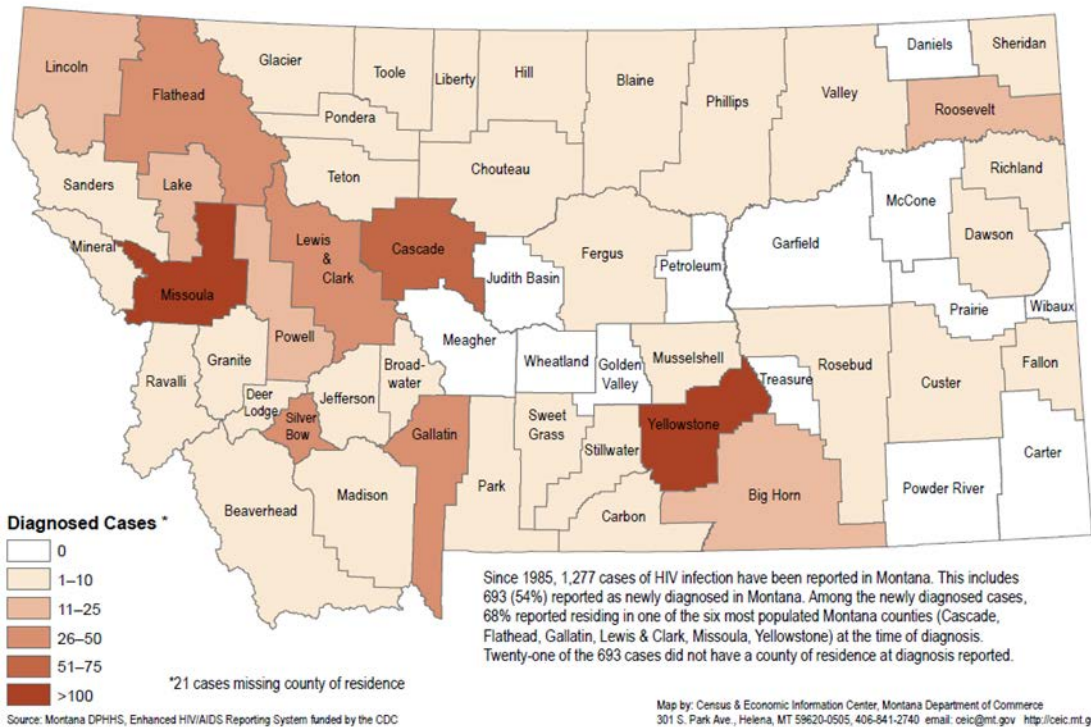 Daniels
Sheridan
Lincoln
Glacier
Toole
Liberty
Hill
Blaine
Phillips
Valley
Flathead
Roosevelt
Pondera
Chouteau
Teton
Richland
Sanders
Lake
McCone
Mineral
Lewis
&
Clark
Cascade
Fergus
Garfield
Dawson
Judith Basin
Petroleum
Missoula
Prairie
Wibaux
Powell
Meagher
Wheatland
Golden
Valley
Musselshell
Treasure
Rosebud
Custer
Fallon
Ravalli
Granite
Broad-
water
Deer
Lodge
Jefferson
Silver
Bow
Gallatin
Sweet
Grass
Stillwater
Yellowstone
Carter
Park
Big Horn
Powder River
Madison
Beaverhead
Carbon
Diagnosed Cases *
0
1–10
11–25
26–50
51–75
>100
*21 cases missing county of residence
Since 1985, 1,277 cases of HIV infection have been reported in Montana. This includes
693 (54%) reported as newly diagnosed in Montana. Among the newly diagnosed cases,
68% reported residing in one of the six most populated Montana counties (Cascade,
Flathead, Gallatin, Lewis & Clark, Missoula, Yellowstone) at the time of diagnosis.
Twenty-one of the 693 cases did not have a county of residence at diagnosis reported.
Source: Montana DPHHS, Enhanced HIV/AIDS Reporting System funded by the CDC
Map by: Census & Economic Information Center, Montana Department of Commerce
301 S. Park Ave., Helena, MT 59620-0505, 406-841-2740 email: ceic@mt.gov http://ceic.mt.g